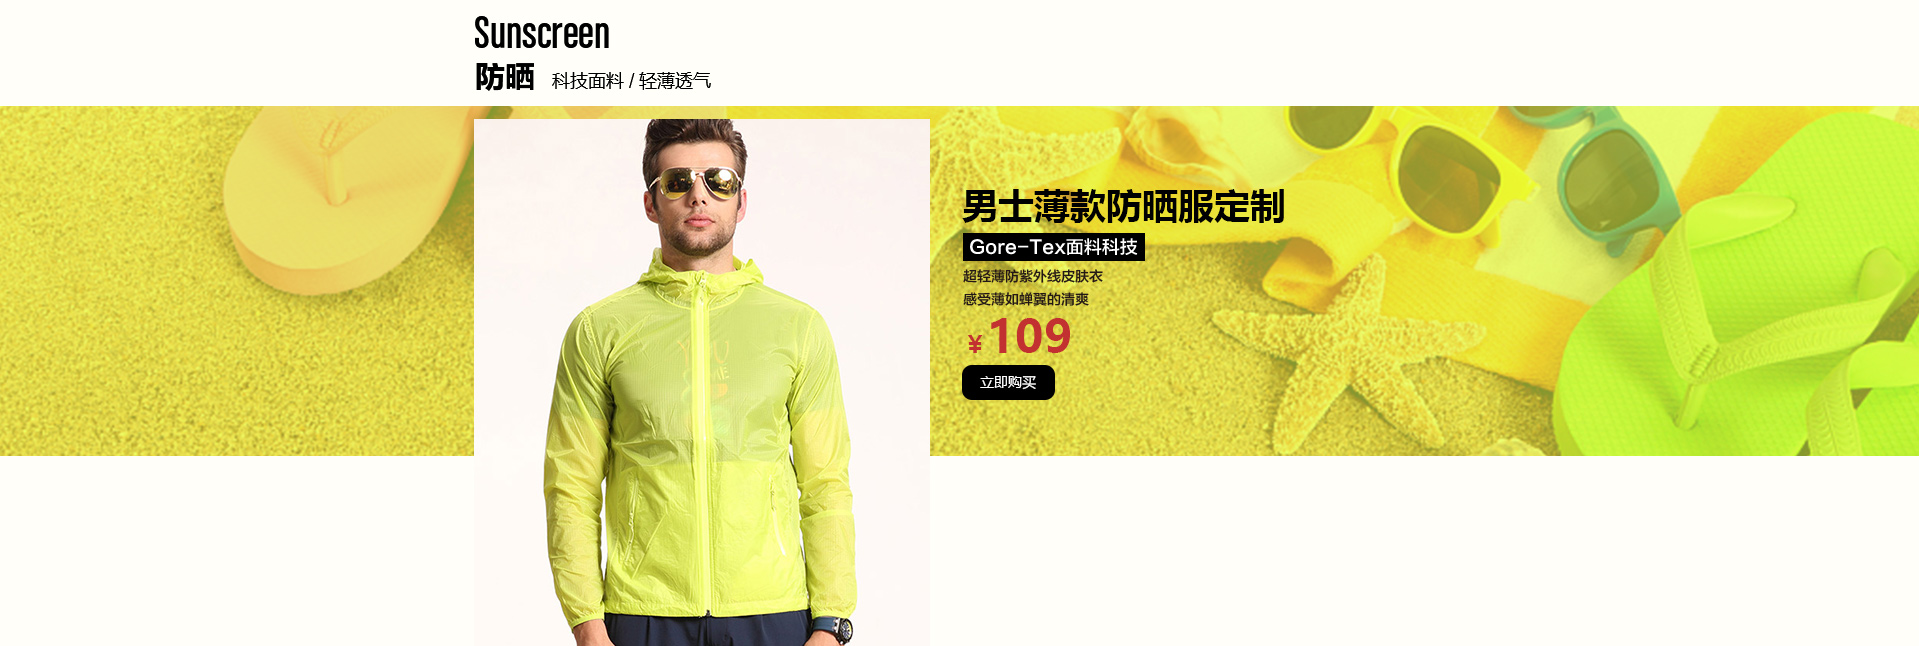 Sunscreen
防晒 科技面料 / 轻薄透气
男士薄款防晒服定制
Gore-Tex面料科技
超轻薄防紫外线皮肤衣
感受薄如蝉翼的清爽
¥109
立即购买